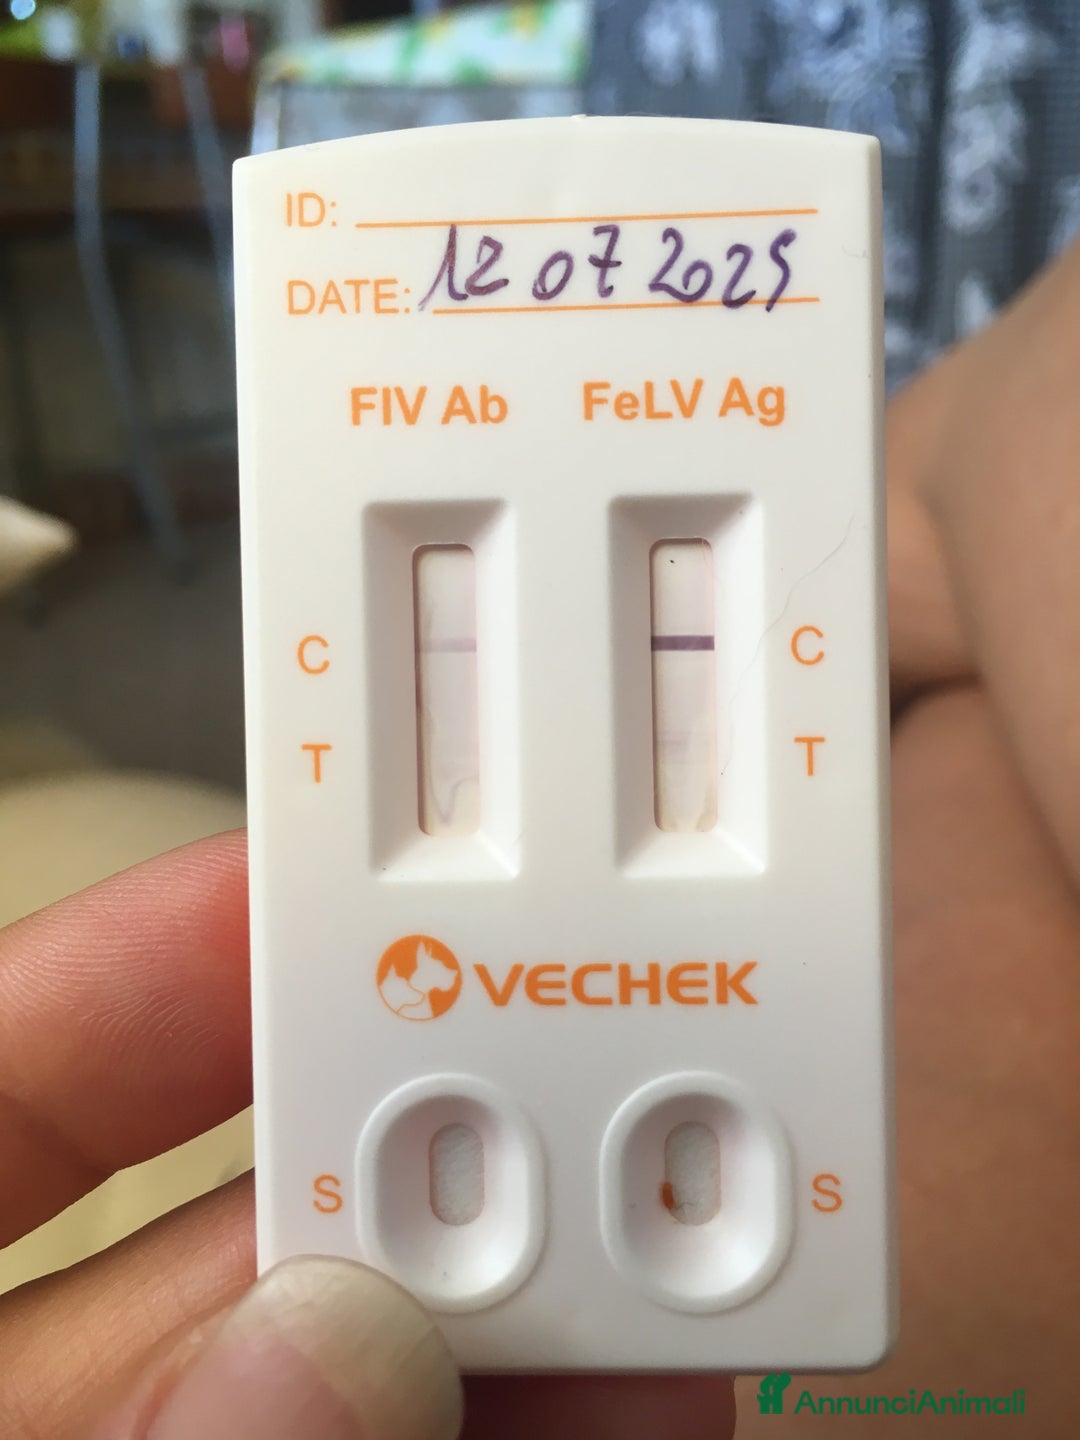 ID:
DATE: 12 07 2025
FIV Ab FeLV Ag
C C
T T
VECHEK
S S
AnnunciAnimali